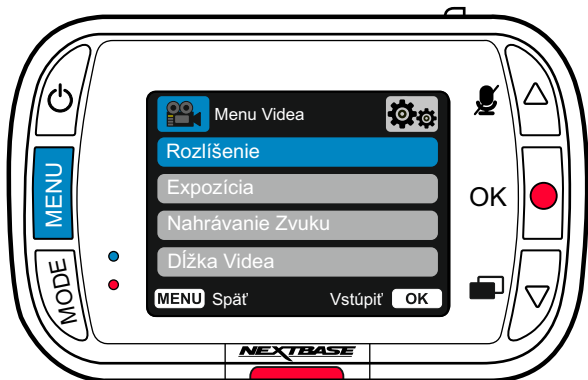 Menu Videa
Rozlíšenie
Expozícia
Nahrávanie Zvuku
Dĺžka Videa
MENU Späť Vstúpiť OK
MENU
MODE
OK
NEXTBASE